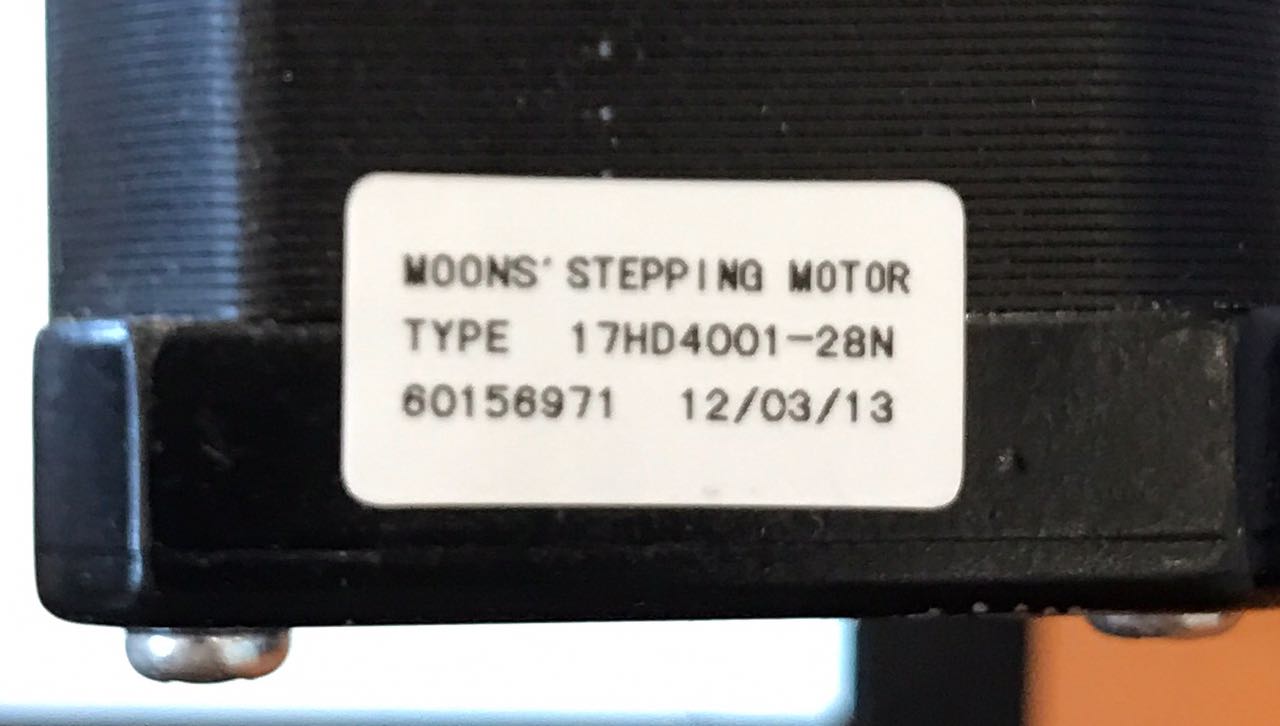 MOONS' STEPPING MOTOR
TYPE 17HD4001-28N
60156971 12/03/13